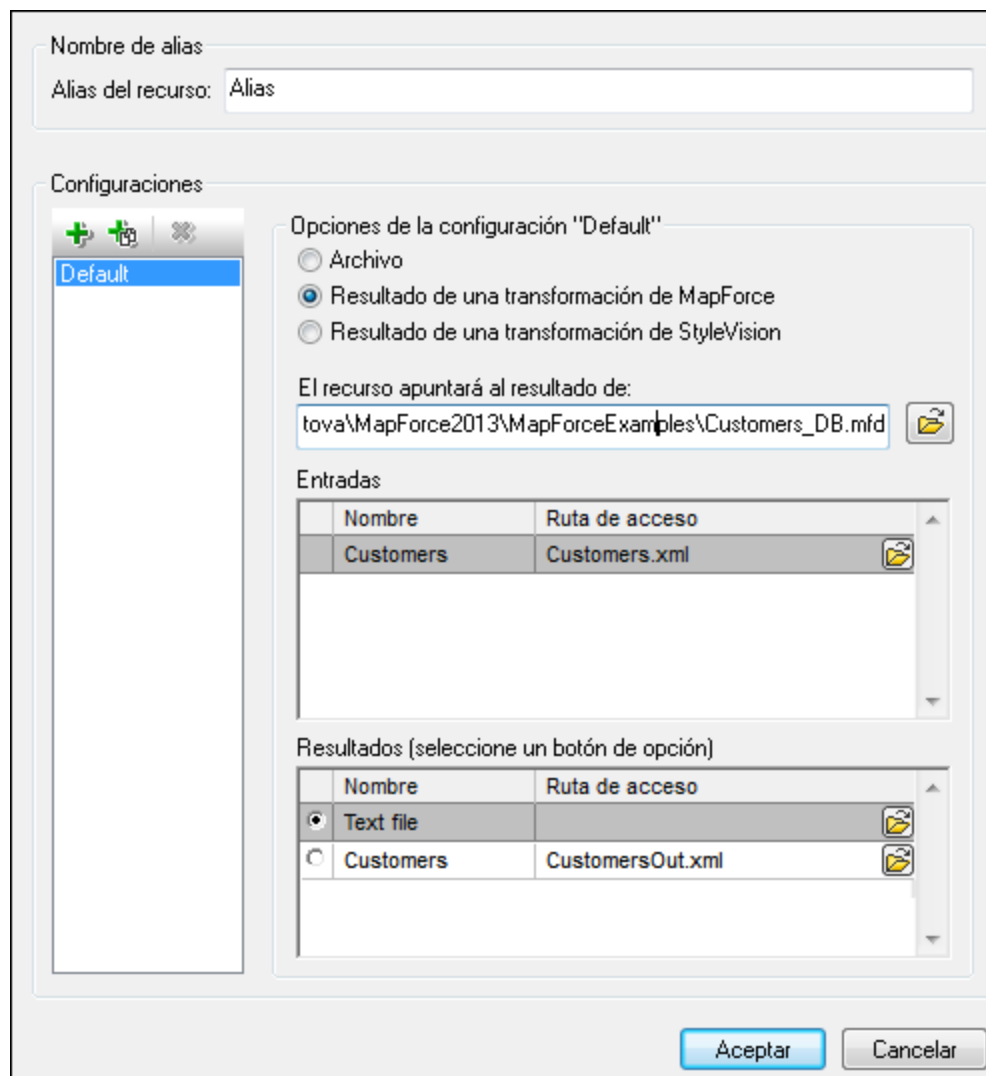 Nombre de alias
Alias del recurso: Alias
Configuraciones
Default
Opciones de la configuración "Default"
Archivo
Resultado de una transformación de MapForce
Resultado de una transformación de StyleVision
El recurso apuntará al resultado de:
tova\MapForce2013\MapForceExamples\Customers_DB.mfd
Entradas
Nombre Ruta de acceso
Customers Customers.xml
Resultados (seleccione un botón de opción)
Nombre Ruta de acceso
Text file
Customers CustomersOut.xml
Aceptar Cancelar